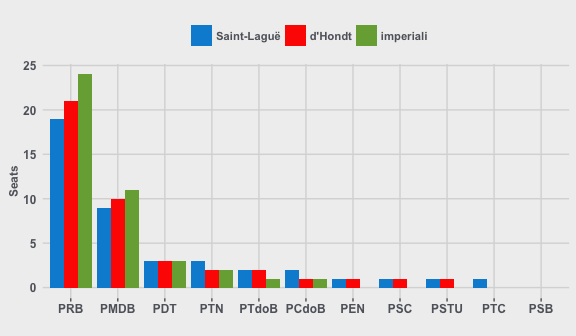 Saint-Laguë d'Hondt imperiali
25
20
15
10
5
0
Seats
PRB PMDB PDT PTN PTdoB PCdoB PEN PSC PSTU PTC PSB